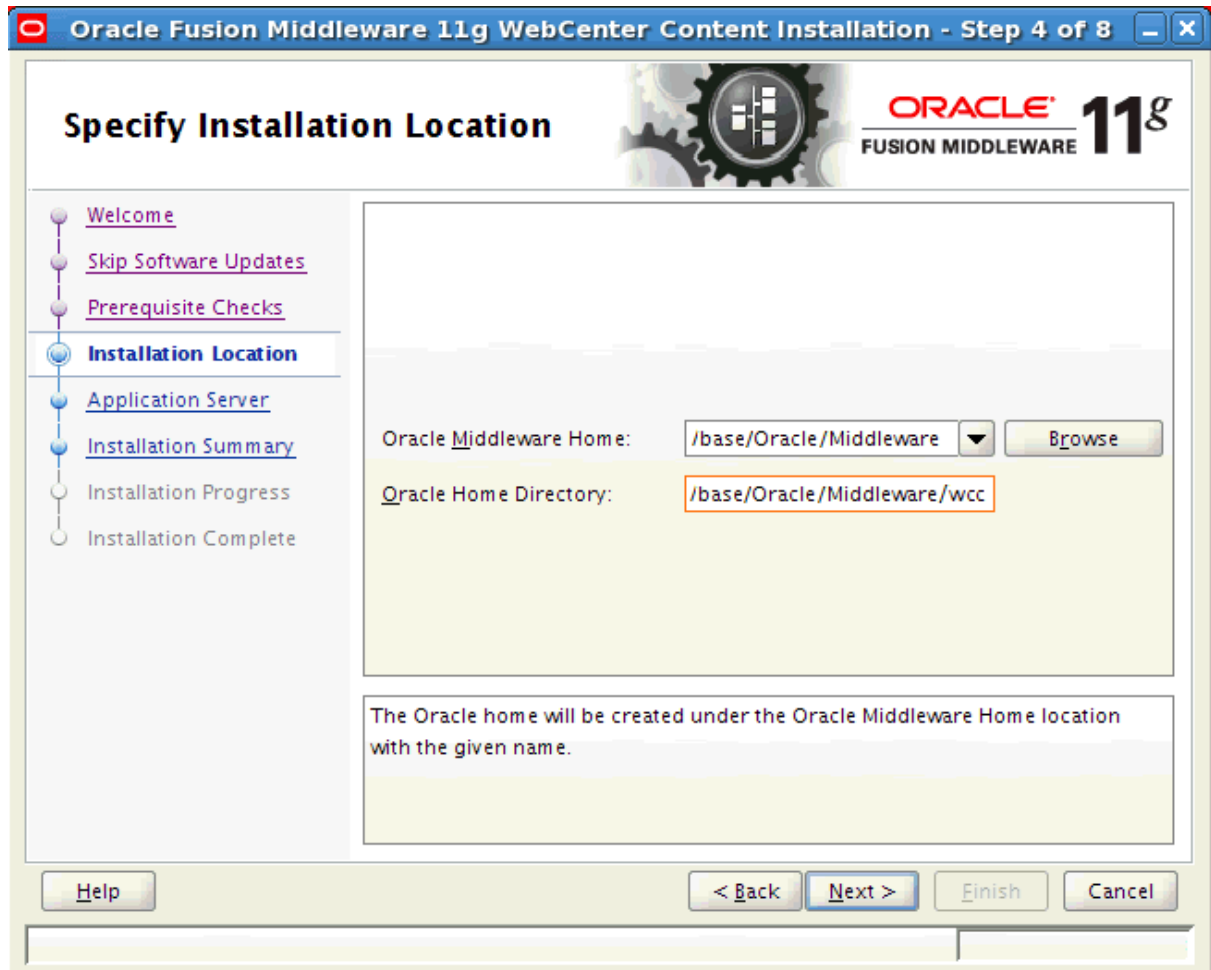 Oracle Fusion Middleware 11g WebCenter Content Installation - Step 4 of 8
Specify Installation Location
ORACLE
FUSION MIDDLEWARE
11g
Welcome
Skip Software Updates
Prerequisite Checks
Installation Location
Application Server
Installation Summary
Installation Progress
Installation Complete
Oracle Middleware Home: /base/Oracle/Middleware Browse
Oracle Home Directory: /base/Oracle/Middleware/wcc
The Oracle home will be created under the Oracle Middleware Home location
with the given name.
Help < Back Next > Finish Cancel